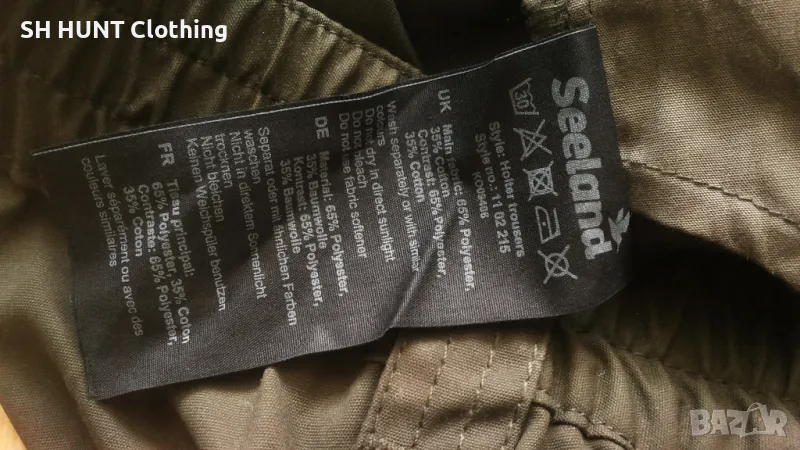 SH HUNT Clothing
Seeland
30
Style: Holter trousers
Style no.: 11 02 215
UK
Main fabric: 65% Polyester,
35% Cotton
Contrast: 65% Polyester,
35% Cotton
Wash separately or with similar
colours
Do not dry in direct sunlight
Do not bleach
Do not use fabric softener
DE
Material: 65% Polyester,
35% Baumwolle
Kontrast: 65% Polyester,
35% Baumwolle
Separat oder mit ähnlichen Farben
waschen
Nicht in direktem Sonnenlicht
trocknen
Nicht bleichen
Keinen Weichspüler benutzen
FR
Tissu principal:
65% Polyester, 35% Coton
Contraste: 65% Polyester,
35% Coton
Laver séparément ou avec des
couleurs similaires
BAZAR